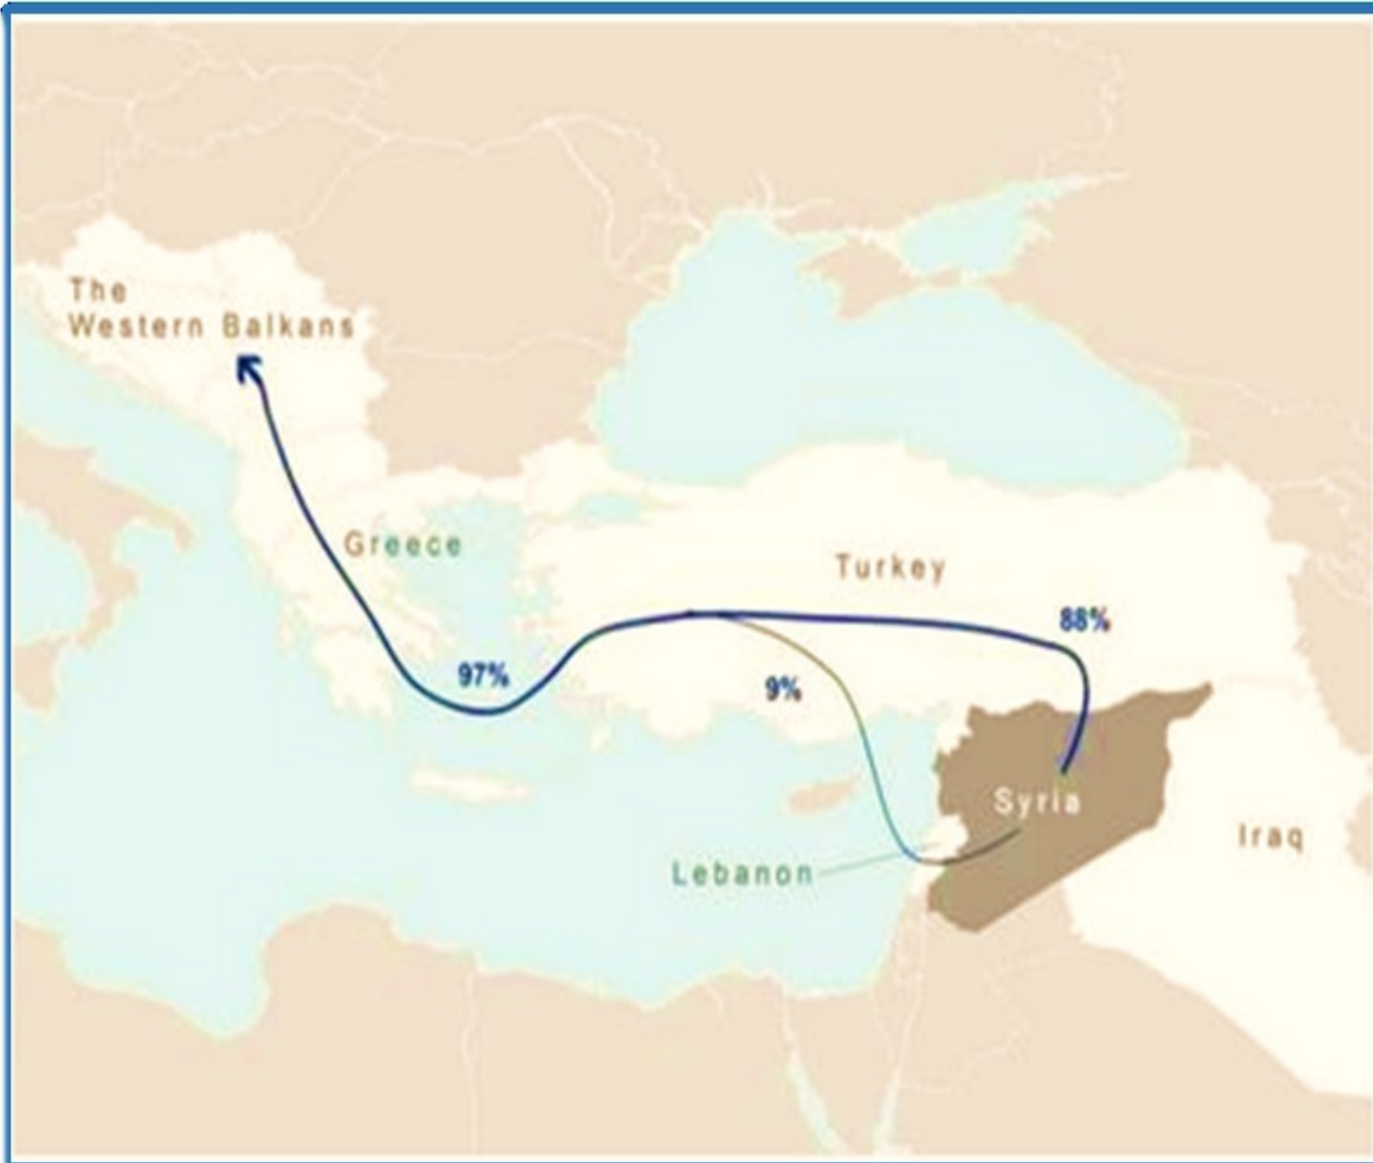 The
Western Balkans
Greece
Turkey
88%
97%
9%
Syria
Iraq
Lebanon